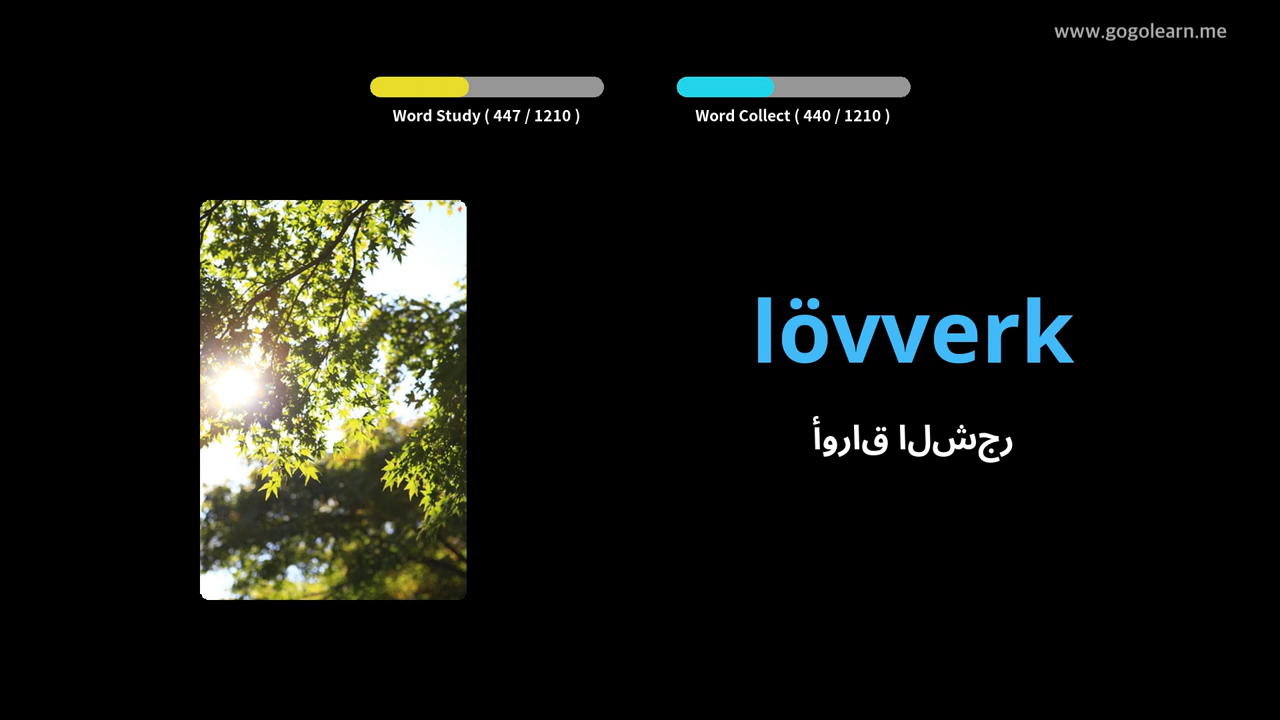 www.gogolearn.me
Word Study ( 447 / 1210 )
Word Collect ( 440 / 1210 )
lövverk
أوراق الشجر